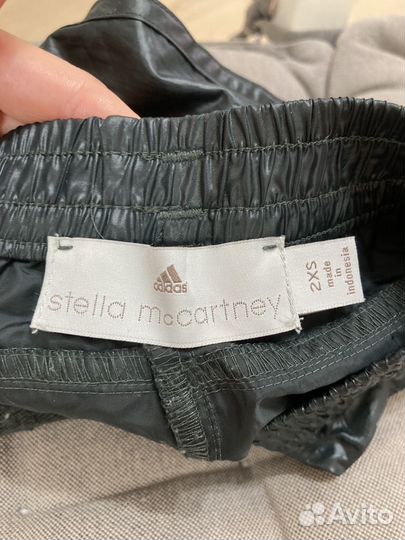 adidas
stella mccartney
2XS
made
in
indonesia
Avito